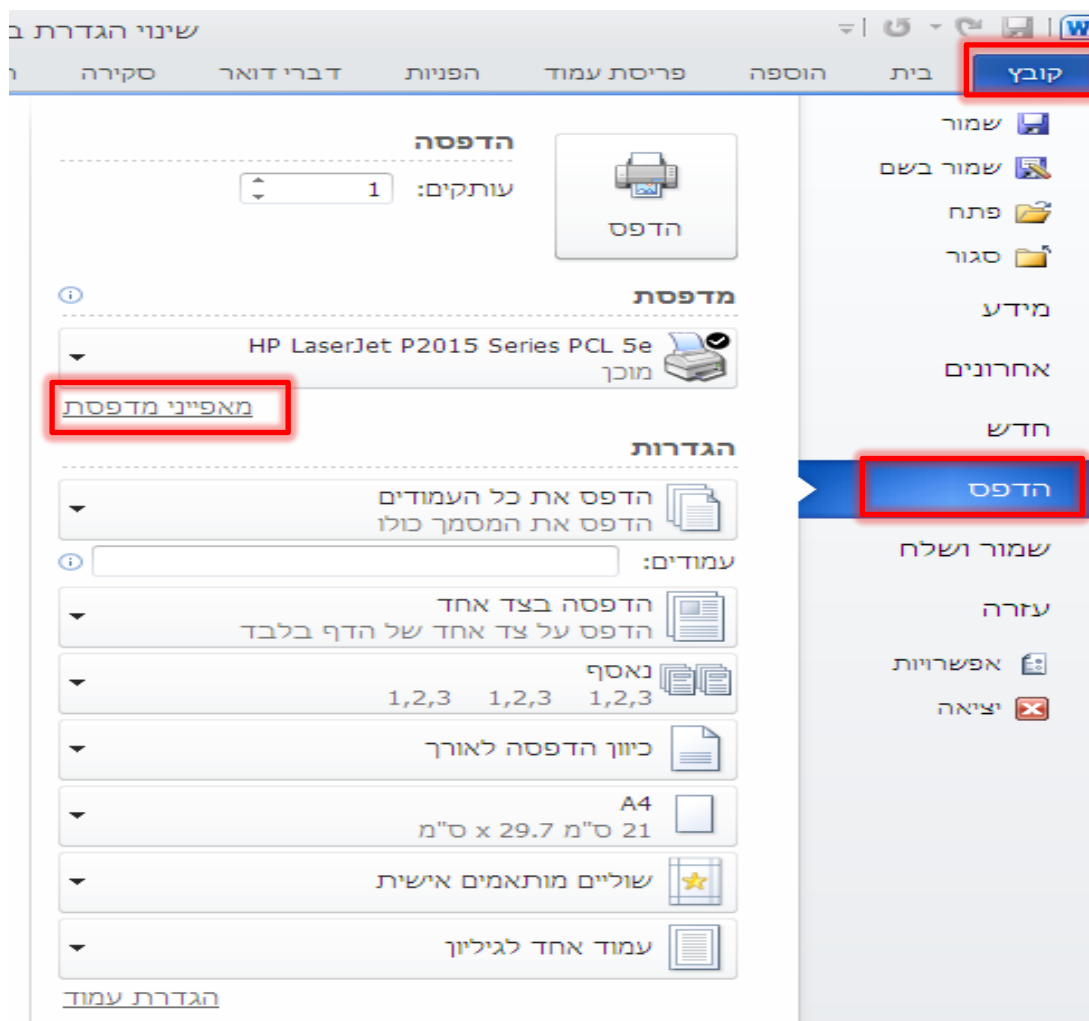 שינוי הגדרת
W
קובץ בית הוספה פריסת עמוד הפניות דברי דואר סקירה
שמור
שמור בשם
פתח
סגור
מידע
אחרונים
חדש
הדפס
שמור ושלח
עזרה
אפשרויות
יציאה
הדפסה
עותקים: 1
הדפס
מדפסת
HP LaserJet P2015 Series PCL 5e
מוכן
מאפייני מדפסת
הגדרות
הדפס את כל העמודים
הדפס את המסמך כולו
עמודים:
הדפסה בצד אחד
הדפס על צד אחד של הדף בלבד
נאסף
1,2,3 1,2,3 1,2,3
כיוון הדפסה לאורך
A4
21 ס"מ x 29.7 ס"מ
שוליים מותאמים אישית
עמוד אחד לגיליון
הגדרת עמוד